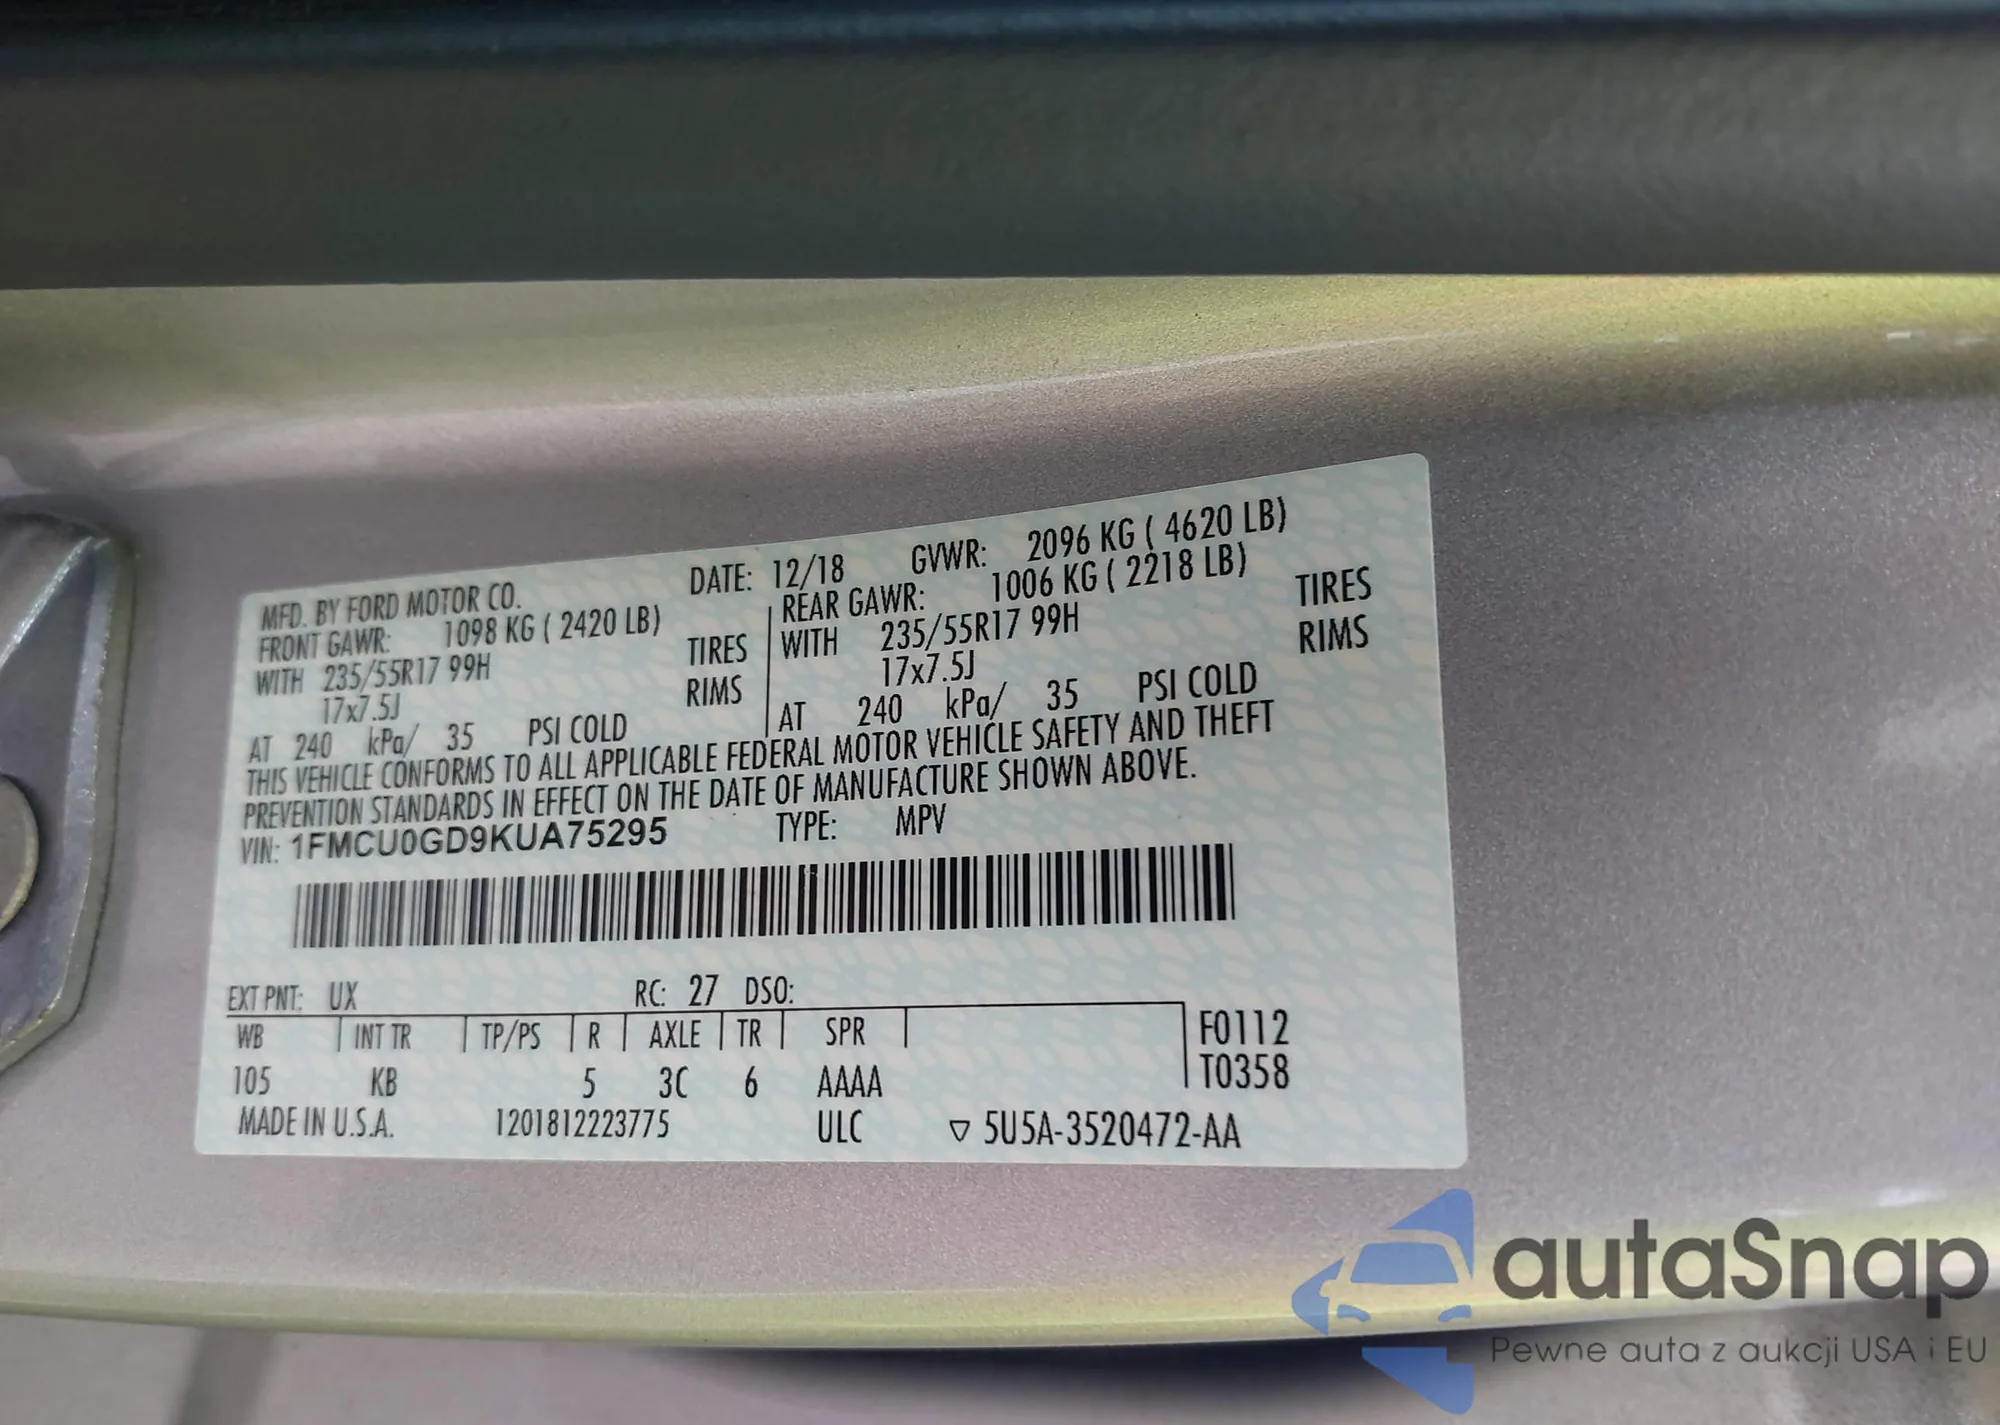 MFD. BY FORD MOTOR CO. DATE: 12/18 GVWR: 2096 KG ( 4620 LB)
FRONT GAWR: 1098 KG ( 2420 LB) REAR GAWR: 1006 KG ( 2218 LB)
WITH 235/55R17 99H TIRES WITH 235/55R17 99H TIRES
17x7.5J RIMS 17x7.5J RIMS
AT 240 kPa/ 35 PSI COLD AT 240 kPa/ 35 PSI COLD
THIS VEHICLE CONFORMS TO ALL APPLICABLE FEDERAL MOTOR VEHICLE SAFETY AND THEFT
PREVENTION STANDARDS IN EFFECT ON THE DATE OF MANUFACTURE SHOWN ABOVE.
VIN: 1FMCU0GD9KUA75295 TYPE: MPV
EXT PNT: UX RC: 27 DSO:
WB INT TR TP/PS R AXLE TR SPR F0112
105 KB 5 3C 6 AAAA T0358
MADE IN U.S.A. 1201812223775 ULC ▽ 5U5A-3520472-AA
autaSnap
Pewne auta z aukcji USA i EU